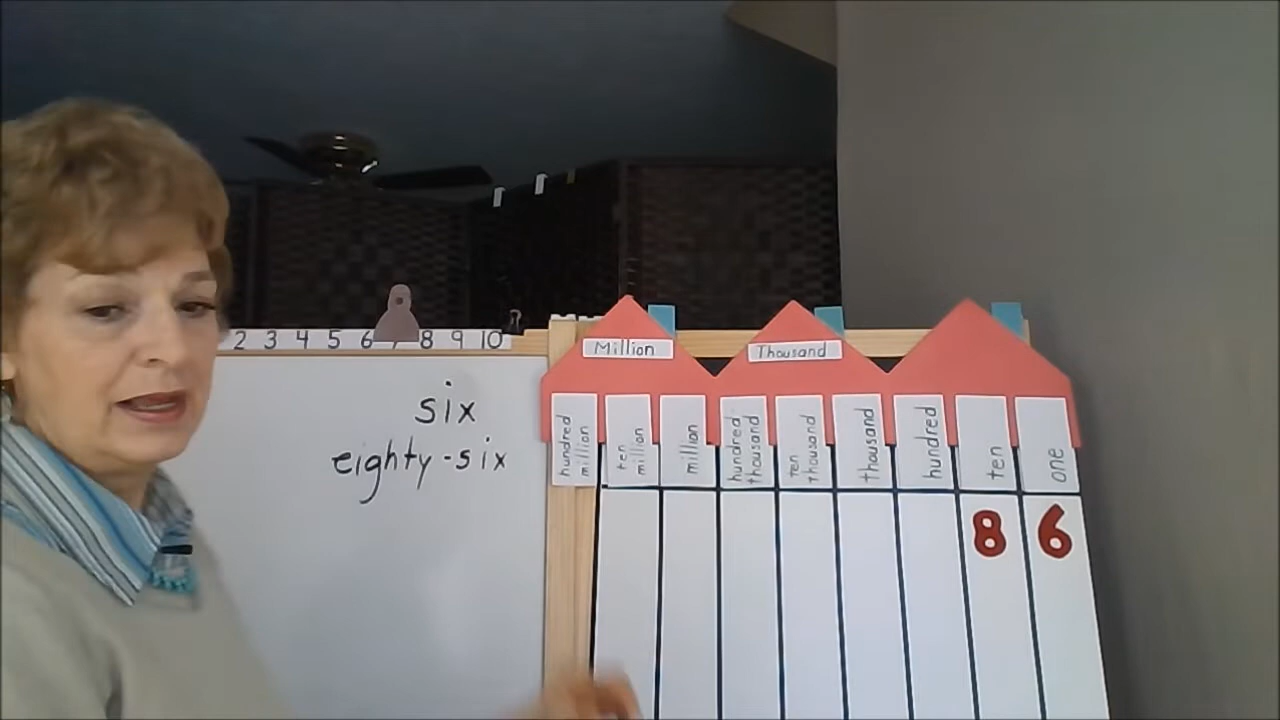 2 3 4 5 6 7 8 9 10
six
eighty-six
Million
Thousand
hundred million
ten million
million
hundred thousand
ten thousand
thousand
hundred
ten
one
8 6